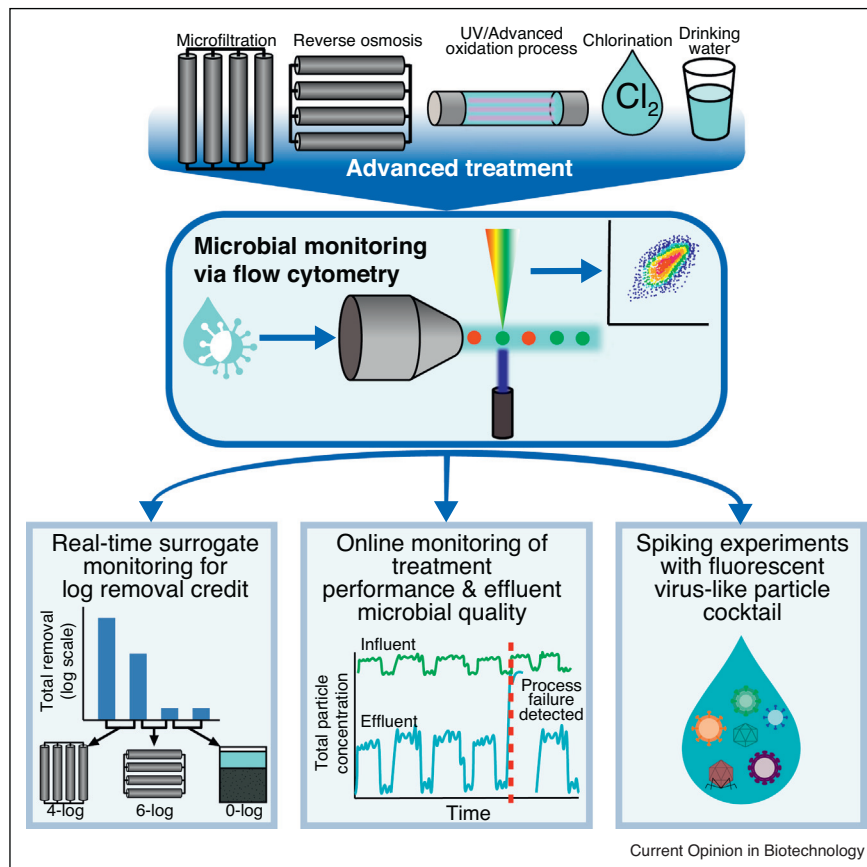 Microfiltration
Reverse osmosis
UV/Advanced
oxidation process
Chlorination
Drinking
water
Cl₂
Advanced treatment
Microbial monitoring
via flow cytometry
Real-time surrogate
monitoring for
log removal credit
Total removal
(log scale)
4-log
6-log
0-log
Online monitoring of
treatment
performance & effluent
microbial quality
Total particle
concentration
Influent
Effluent
Process
failure
detected
Time
Spiking experiments
with fluorescent
virus-like particle
cocktail
Current Opinion in Biotechnology